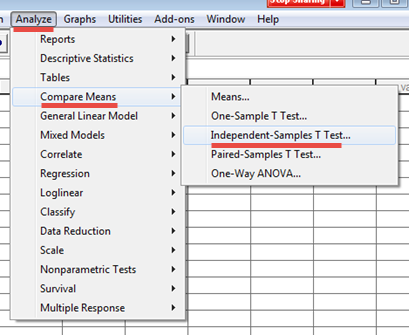 Stop Sharing
Analyze Graphs Utilities Add-ons Window Help
Reports
Descriptive Statistics
Tables
Compare Means
General Linear Model
Mixed Models
Correlate
Regression
Loglinear
Classify
Data Reduction
Scale
Nonparametric Tests
Survival
Multiple Response
Means...
One-Sample T Test...
Independent-Samples T Test...
Paired-Samples T Test...
One-Way ANOVA...
va